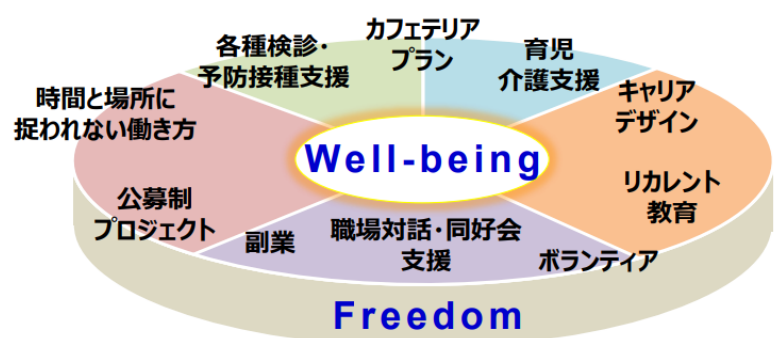 カフェテリア
プラン
各種検診・
予防接種支援
育児
介護支援
時間と場所に
捉われない働き方
キャリア
デザイン
Well-being
公募制
プロジェクト
リカレント
教育
副業
職場対話・同好会
支援
ボランティア
Freedom